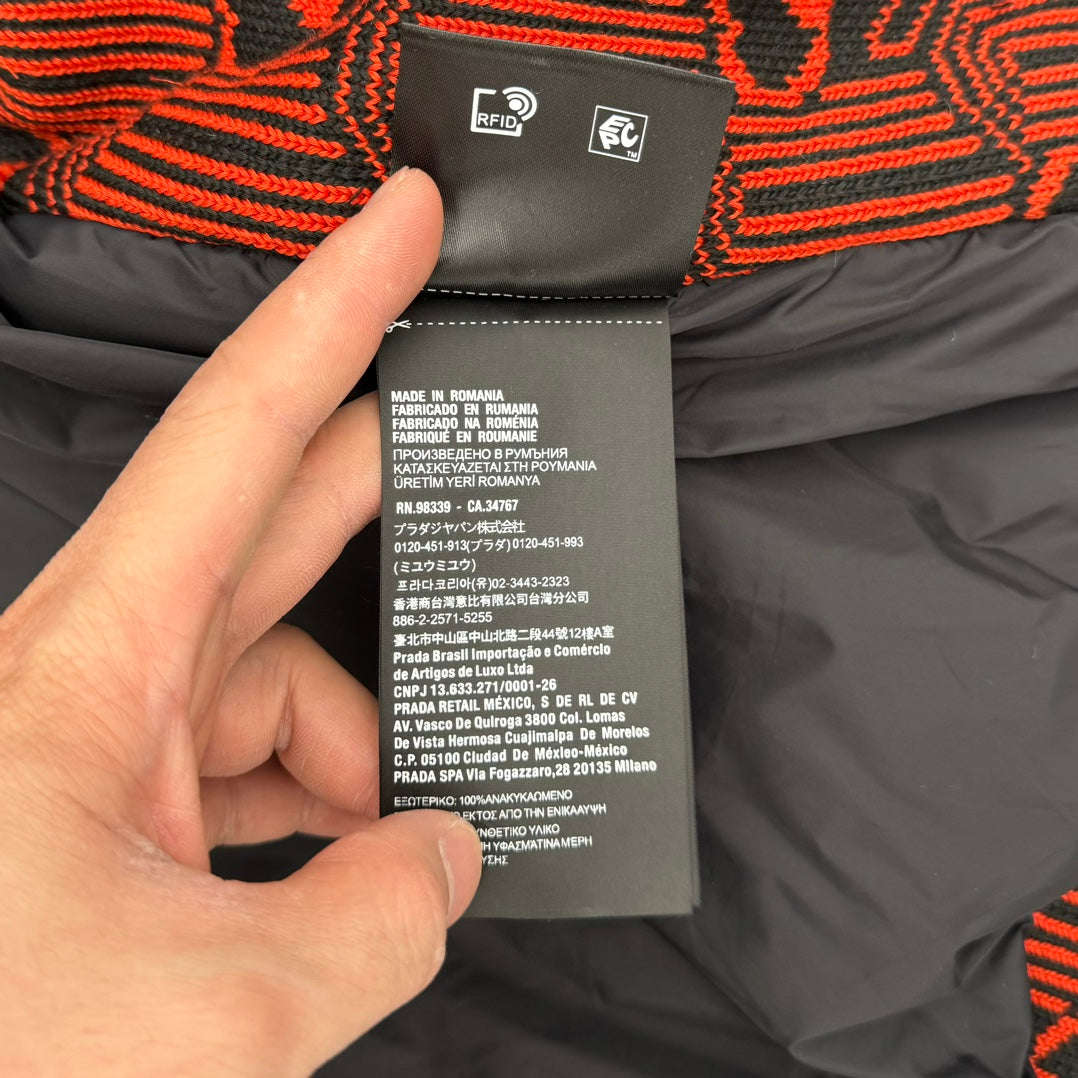 RFID
EPC
TM
MADE IN ROMANIA
FABRICADO EN RUMANIA
FABRICADO NA ROMÉNIA
FABRIQUÉ EN ROUMANIE
ПРОИЗВЕДЕНО В РУМЪНИЯ
ΚΑΤΑΣΚΕΥΑΖΕΤΑΙ ΣΤΗ ΡΟΥΜΑΝΙΑ
ÜRETİM YERİ ROMANYA
RN.98339 - CA.34767
プラダジャパン株式会社
0120-451-913(プラダ)0120-451-993
(ミユウミユウ)
프라다코리아(유)02-3443-2323
香港商台灣意比有限公司台灣分公司
886-2-2571-5255
臺北市中山區中山北路二段44號12樓A室
Prada Brasil Importação e Comércio
de Artigos de Luxo Ltda
CNPJ 13.633.271/0001-26
PRADA RETAIL MÉXICO, S DE RL DE CV
AV. Vasco De Quiroga 3800 Col. Lomas
De Vista Hermosa Cuajimalpa De Morelos
C.P. 05100 Ciudad De Méxieo-México
PRADA SPA Via Fogazzaro,28 20135 Milano
ΕΞΩΤΕΡΙΚΟ: 100%ΑΝΑΚΥΚΛΩΜΕΝΟ
ΕΚΤΟΣ ΑΠΟ ΤΗΝ ΕΝΙΚΑΛΥΨΗ
ΥΛΙΚΟ
ΥΦΑΣΜΑΤΙΝΑ ΜΕΡΗ